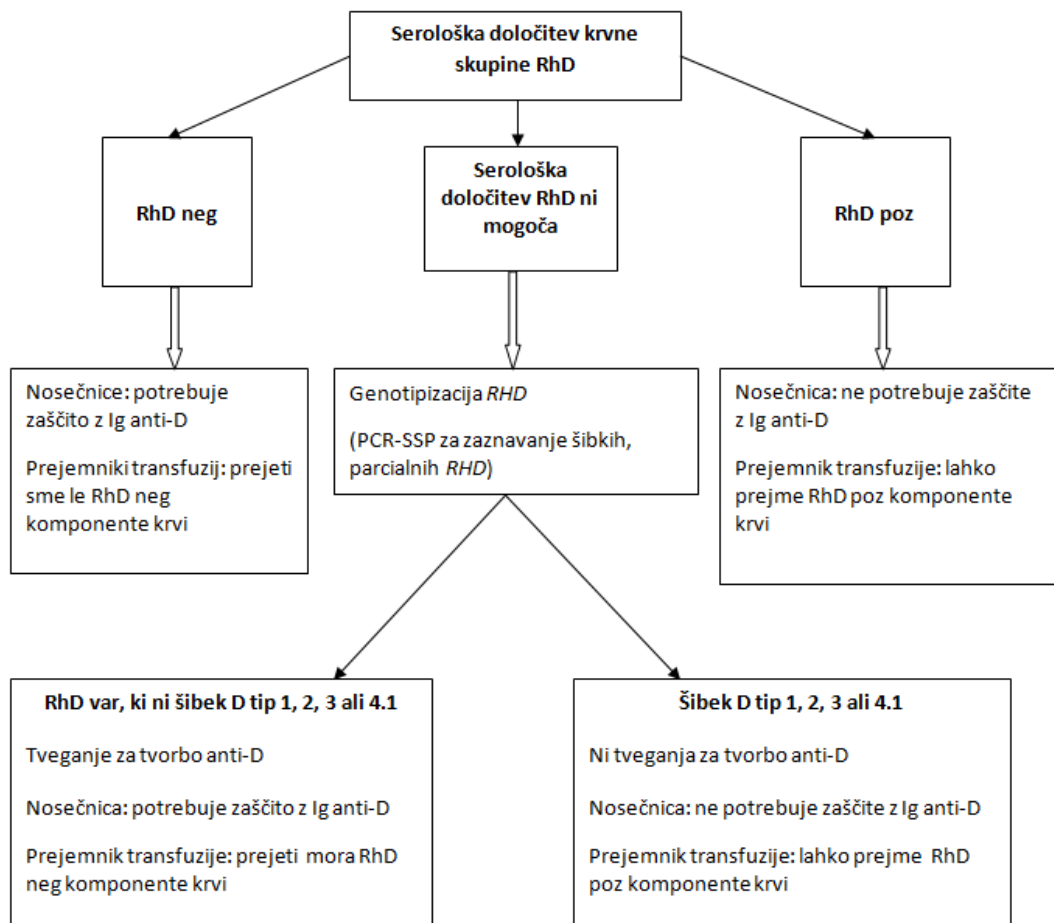 Serološka določitev krvne
skupine RhD
RhD neg
Serološka
določitev RhD ni
mogoča
RhD poz
Nosečnice: potrebuje
zaščito z Ig anti-D
Prejemniki transfuzij: prejeti
sme le RhD neg
komponente krvi
Genotipizacija RHD
(PCR-SSP za zaznavanje šibkih,
parcialnih RHD)
Nosečnica: ne potrebuje zaščite
z Ig anti-D
Prejemnik transfuzije: lahko
prejme RhD poz komponente
krvi
RhD var, ki ni šibek D tip 1, 2, 3 ali 4.1
Tveganje za tvorbo anti-D
Nosečnica: potrebuje zaščito z Ig anti-D
Prejemnik transfuzije: prejeti mora RhD
neg komponente krvi
Šibek D tip 1, 2, 3 ali 4.1
Ni tveganja za tvorbo anti-D
Nosečnica: ne potrebuje zaščite z Ig anti-D
Prejemnik transfuzije: lahko prejme RhD
poz komponente krvi